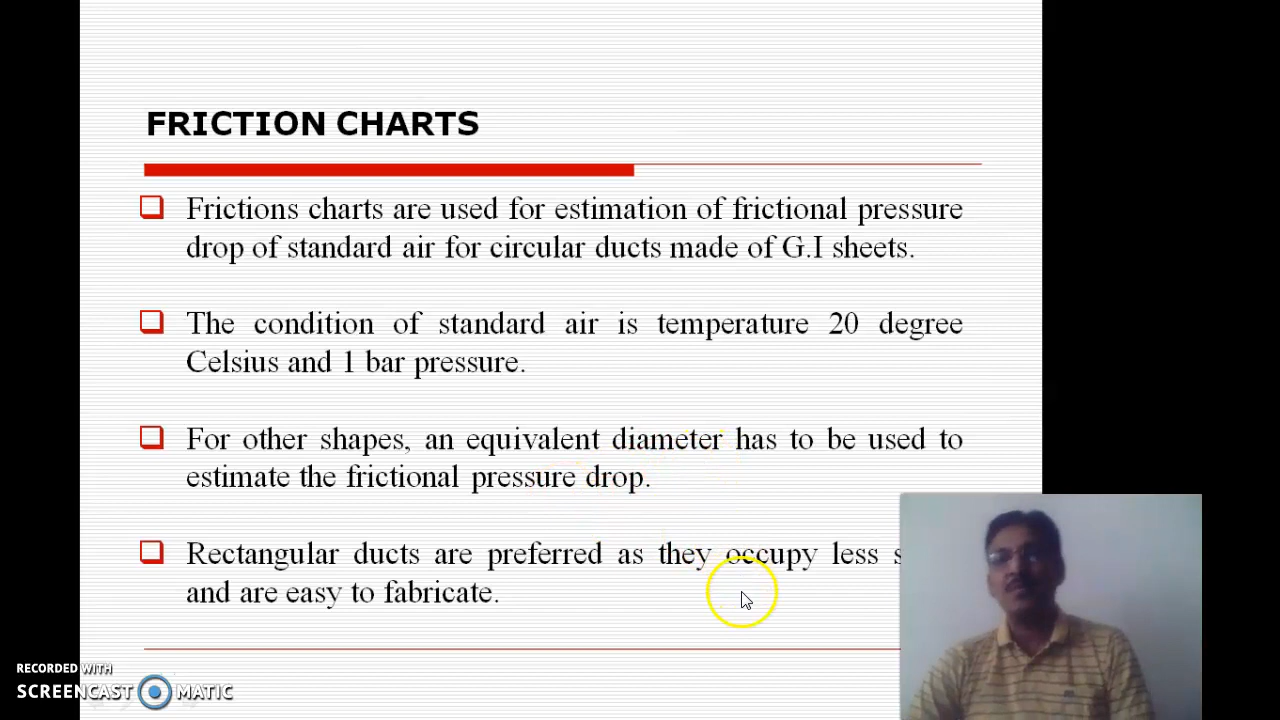 FRICTION CHARTS
Frictions charts are used for estimation of frictional pressure
drop of standard air for circular ducts made of G.I sheets.
The condition of standard air is temperature 20 degree
Celsius and 1 bar pressure.
For other shapes, an equivalent diameter has to be used to
estimate the frictional pressure drop.
Rectangular ducts are preferred as they occupy less
and are easy to fabricate.
RECORDED WITH
SCREENCAST MATIC